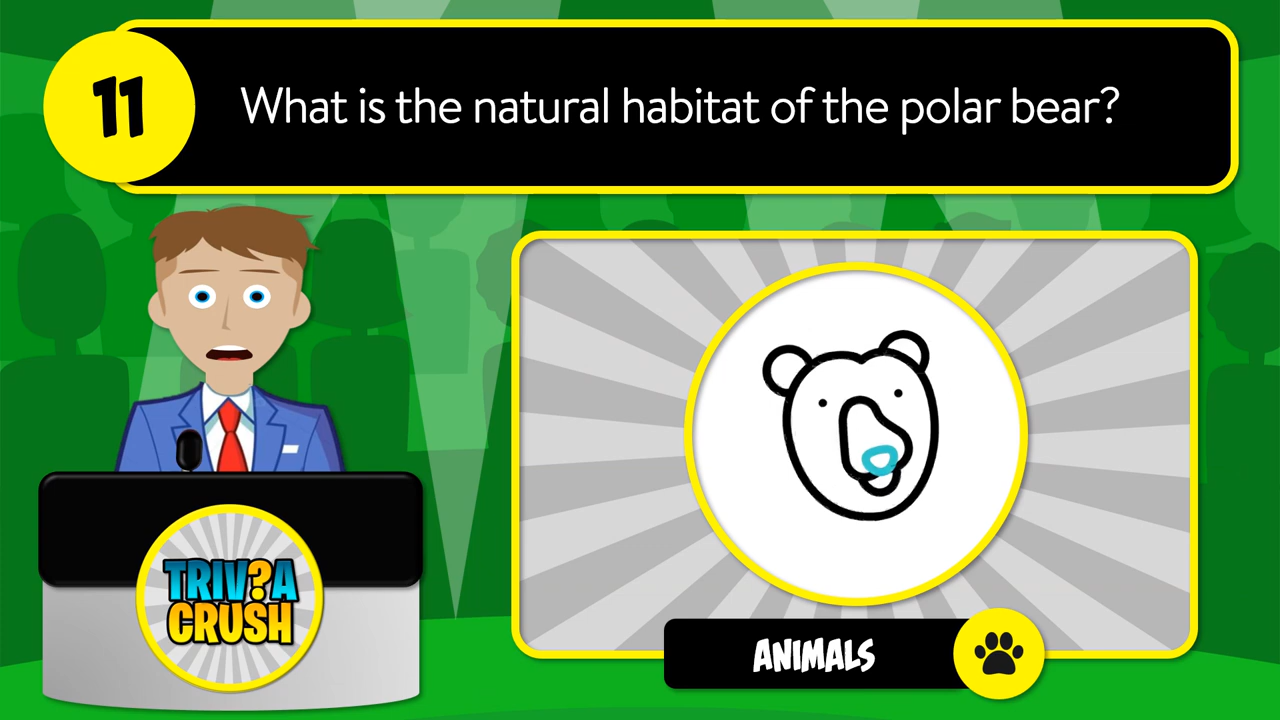 11
What is the natural habitat of the polar bear?
TRIV?A
CRUSH
ANIMALS